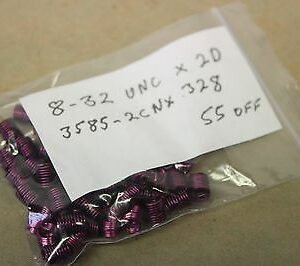 8-32 UNC x 2D
3585-2CNX .328
55 OFF